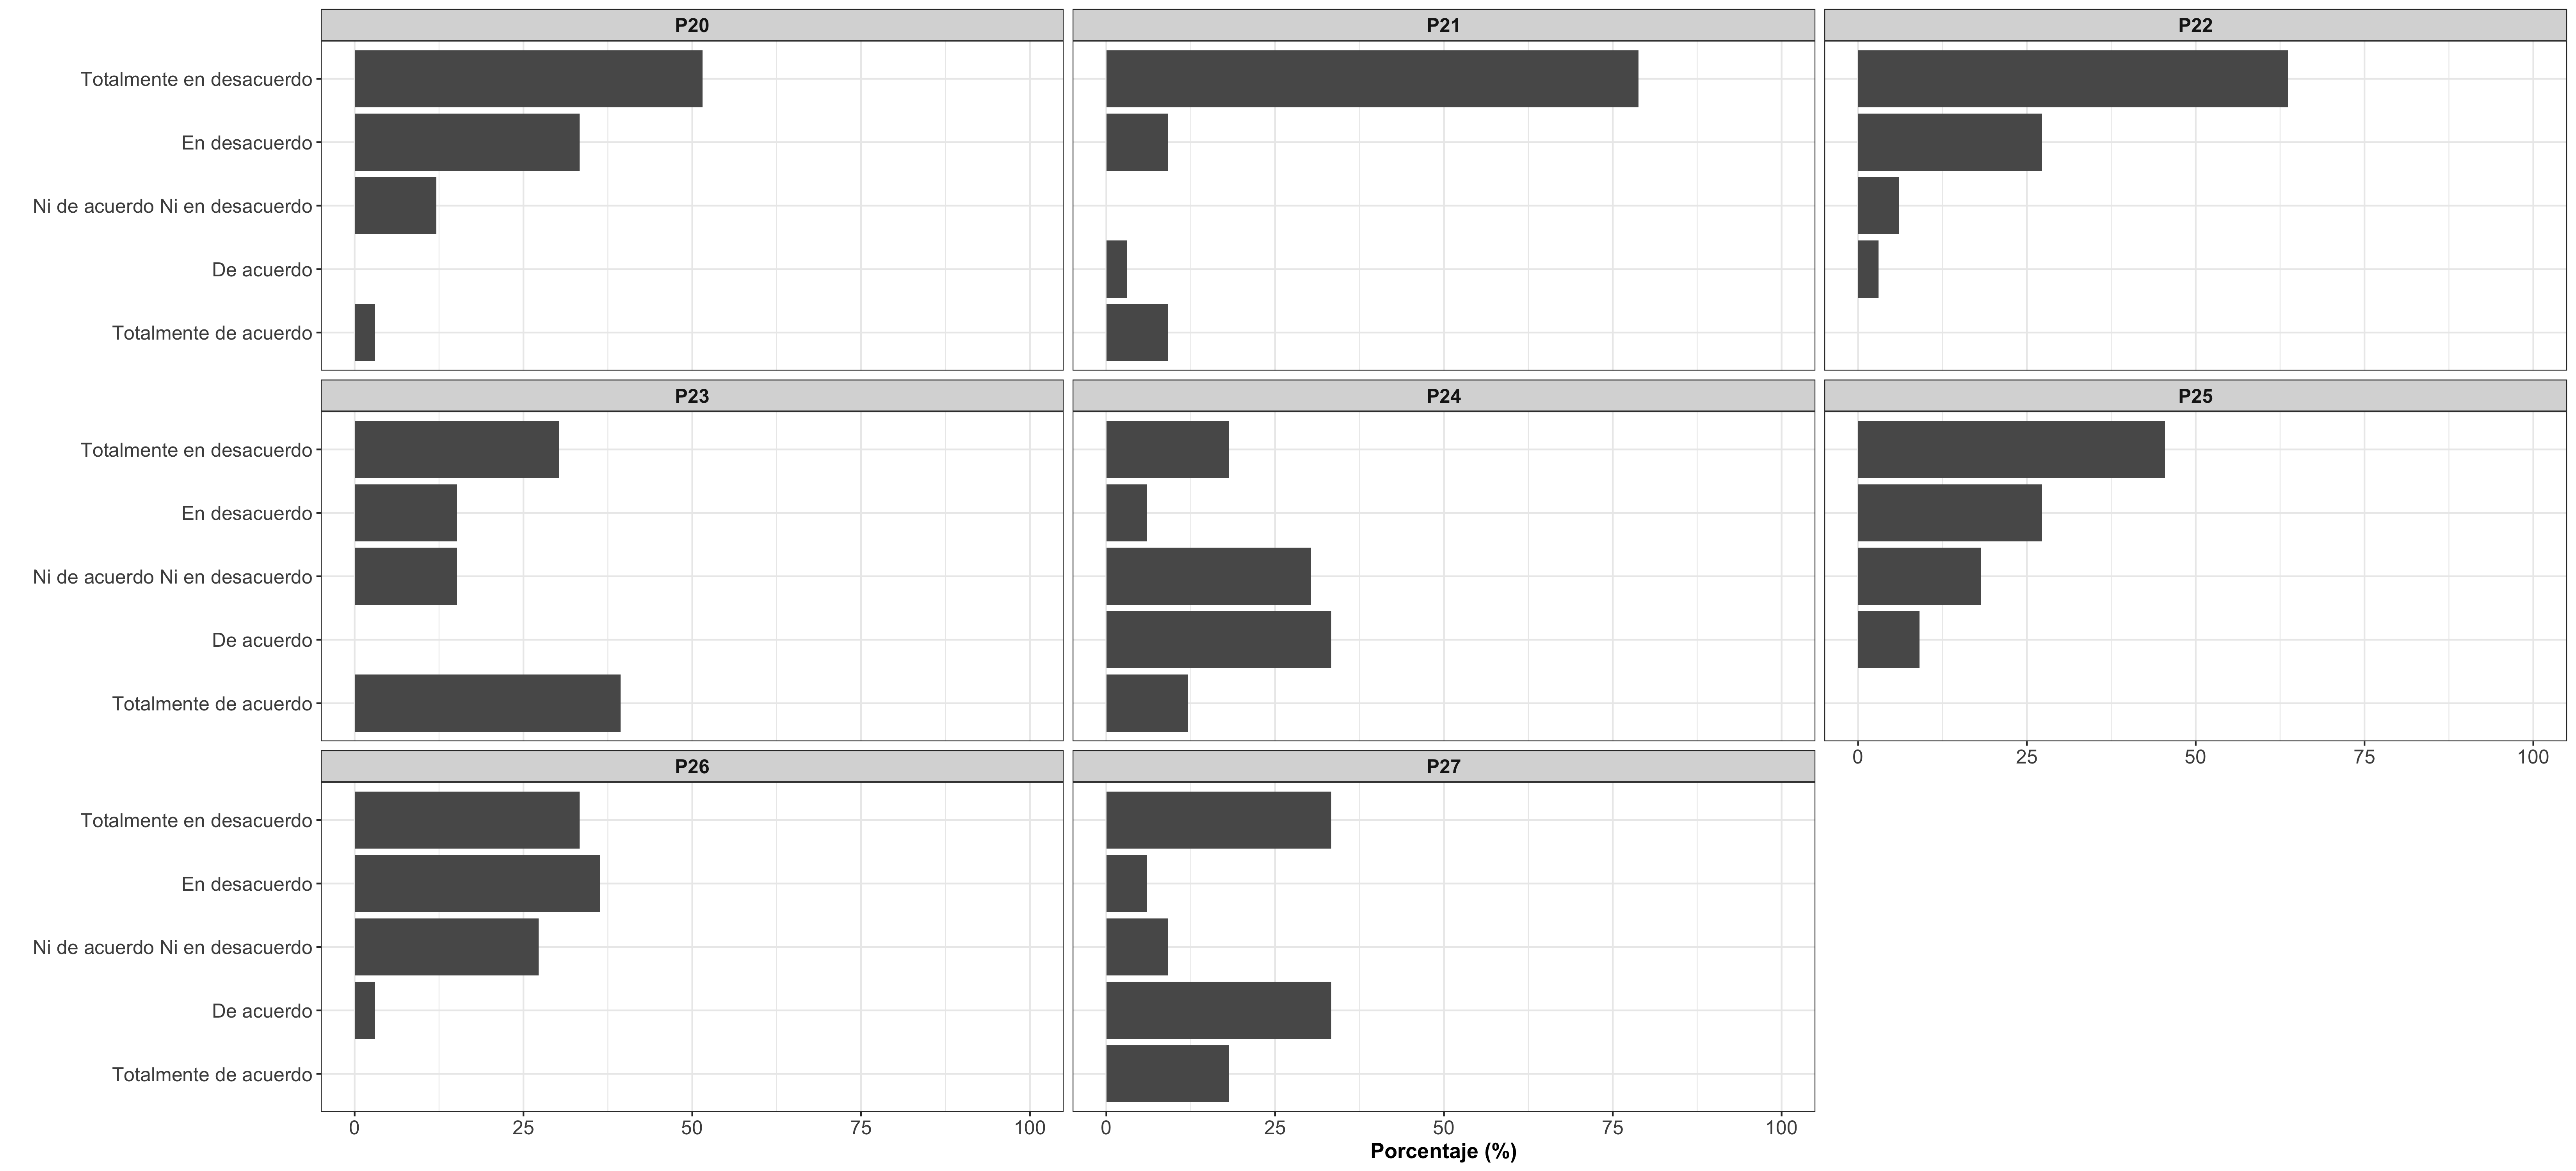 P20
P21
P22
Totalmente en desacuerdo
En desacuerdo
Ni de acuerdo Ni en desacuerdo
De acuerdo
Totalmente de acuerdo
P23
P24
P25
Totalmente en desacuerdo
En desacuerdo
Ni de acuerdo Ni en desacuerdo
De acuerdo
Totalmente de acuerdo
0 25 50 75 100
P26
P27
Totalmente en desacuerdo
En desacuerdo
Ni de acuerdo Ni en desacuerdo
De acuerdo
Totalmente de acuerdo
0 25 50 75 100
0 25 50 75 100
Porcentaje (%)